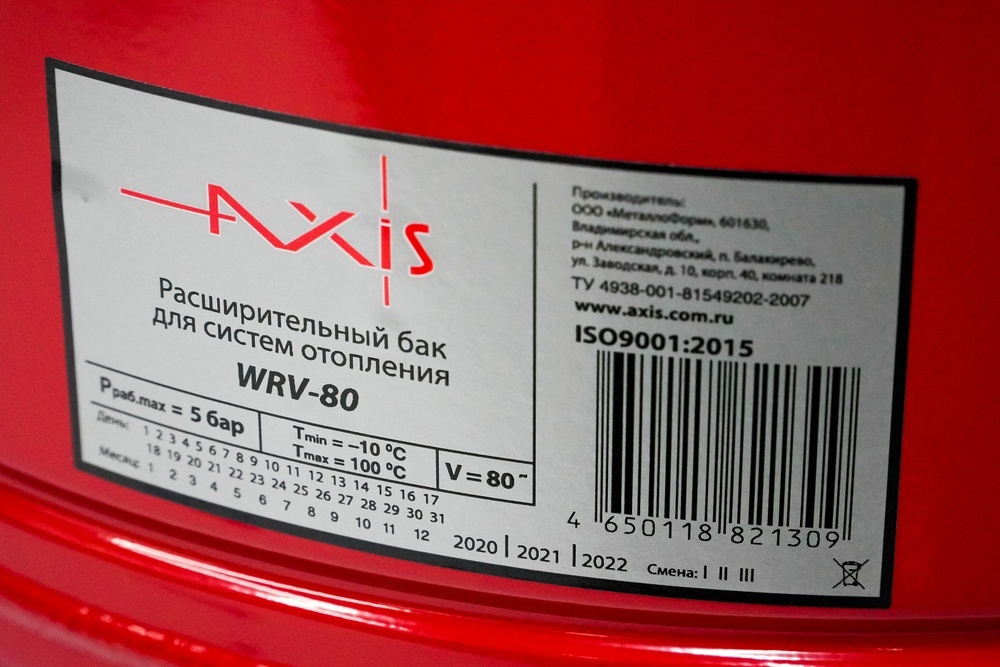 AXIS
Расширительный бак
для систем отопления
WRV-80
Pраб.max = 5 бар
Tmin = –10 ºC
Tmax = 100 ºC
V = 80
День: 1 2 3 4 5 6 7 8 9 10 11 12 13 14 15 16 17
18 19 20 21 22 23 24 25 26 27 28 29 30 31
Месяц: 1 2 3 4 5 6 7 8 9 10 11 12
2020 | 2021 | 2022 Смена: I II III
Производитель:
ООО «МеталлоФорм», 601630,
Владимирская обл.,
р-н Александровский, п. Балакирево,
ул. Заводская, д. 10, корп. 40, комната 218
ТУ 4938-001-81549202-2007
www.axis.com.ru
ISO9001:2015
4 650118 821309